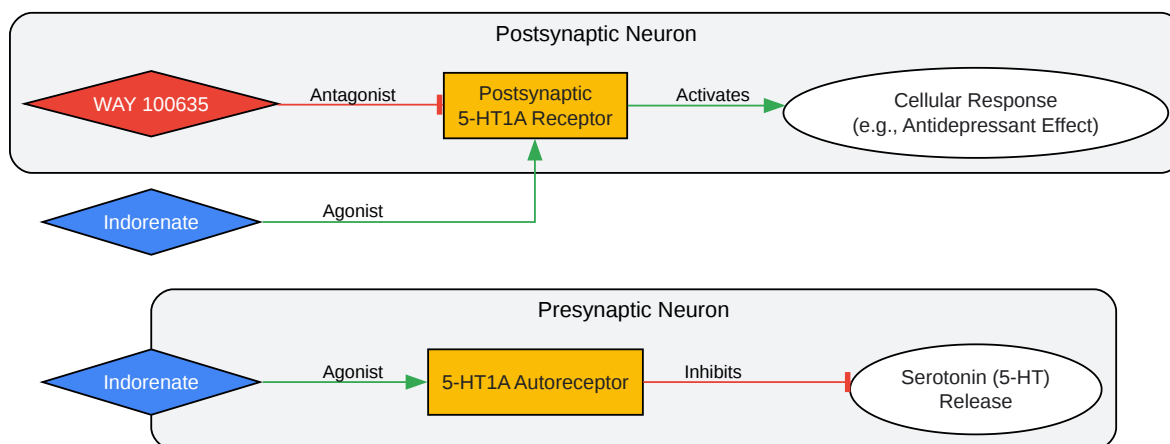 Postsynaptic Neuron
WAY 100635
Antagonist
Postsynaptic
5-HT1A Receptor
Activates
Cellular Response
(e.g., Antidepressant Effect)
Indorenate
Agonist
Presynaptic Neuron
Indorenate
Agonist
5-HT1A Autoreceptor
Inhibits
Serotonin (5-HT)
Release